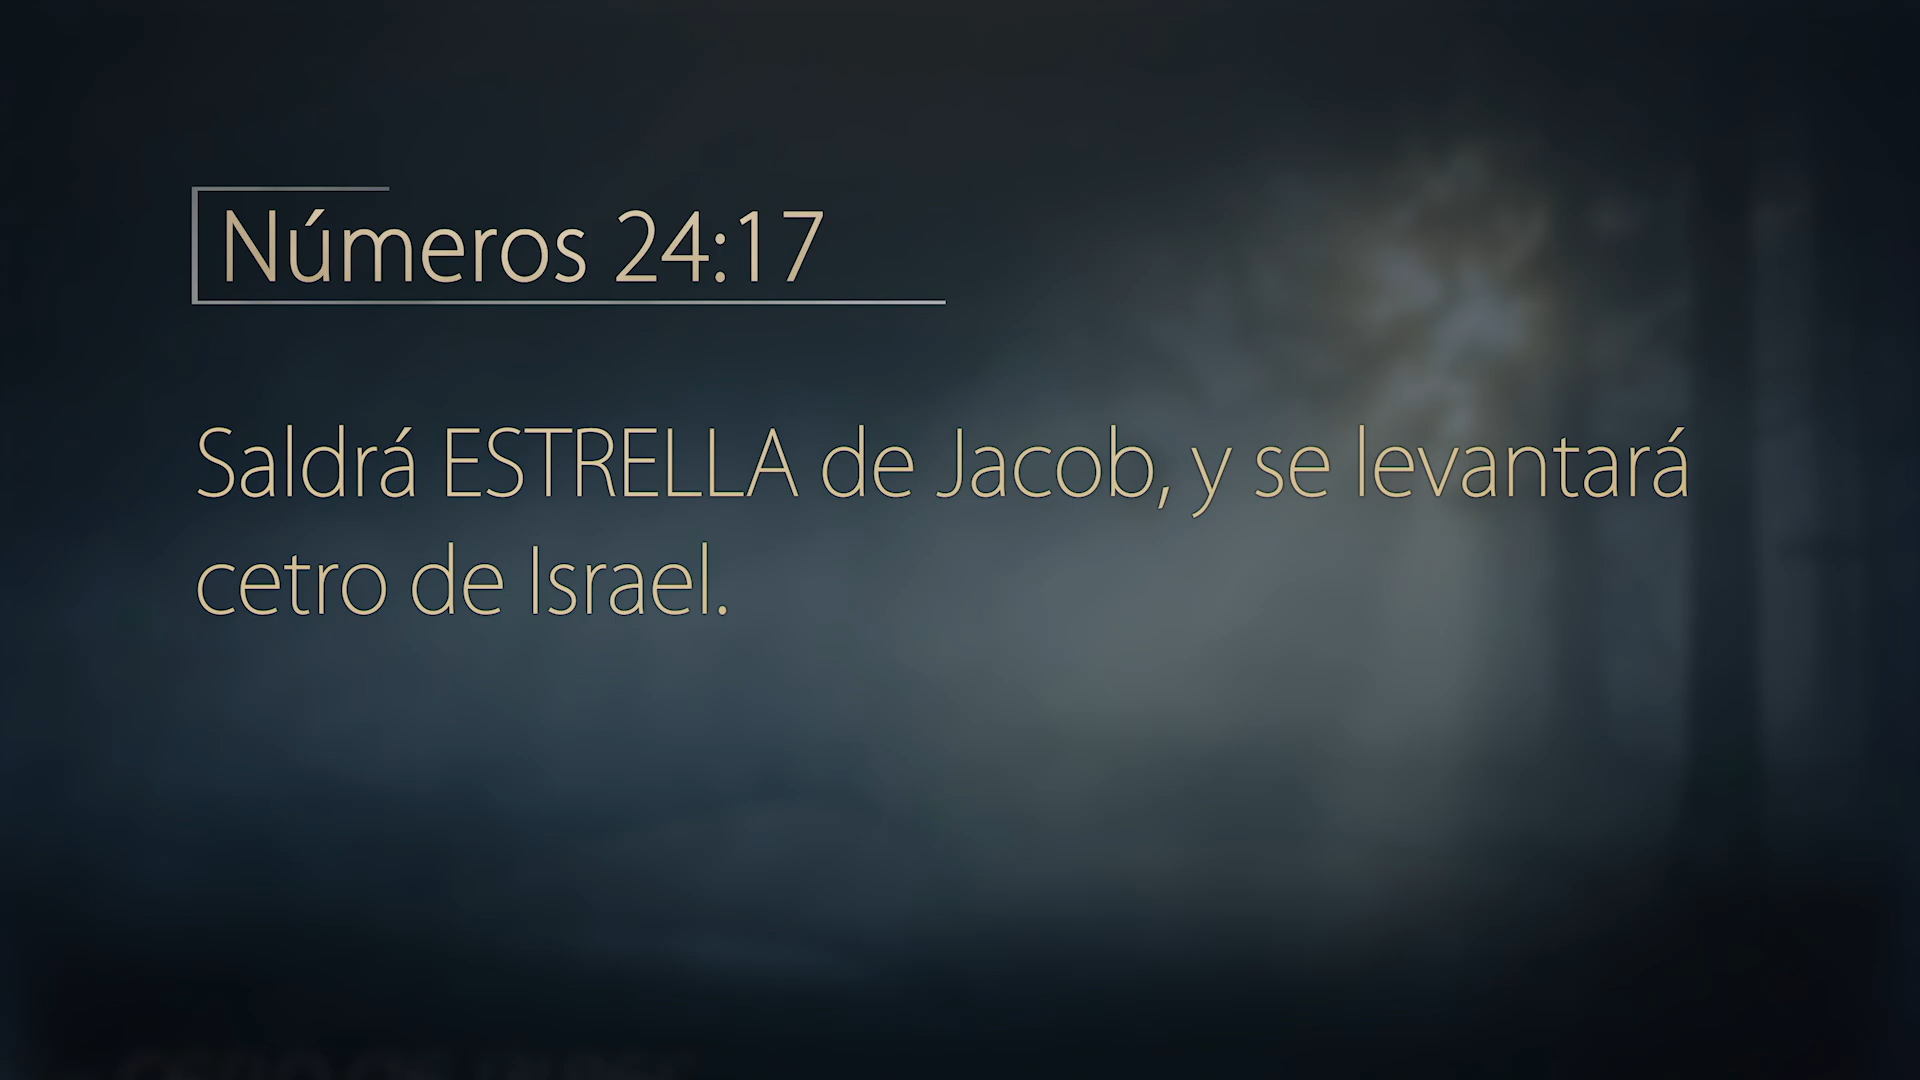 Números 24:17
Saldrá ESTRELLA de Jacob, y se levantará
cetro de Israel.